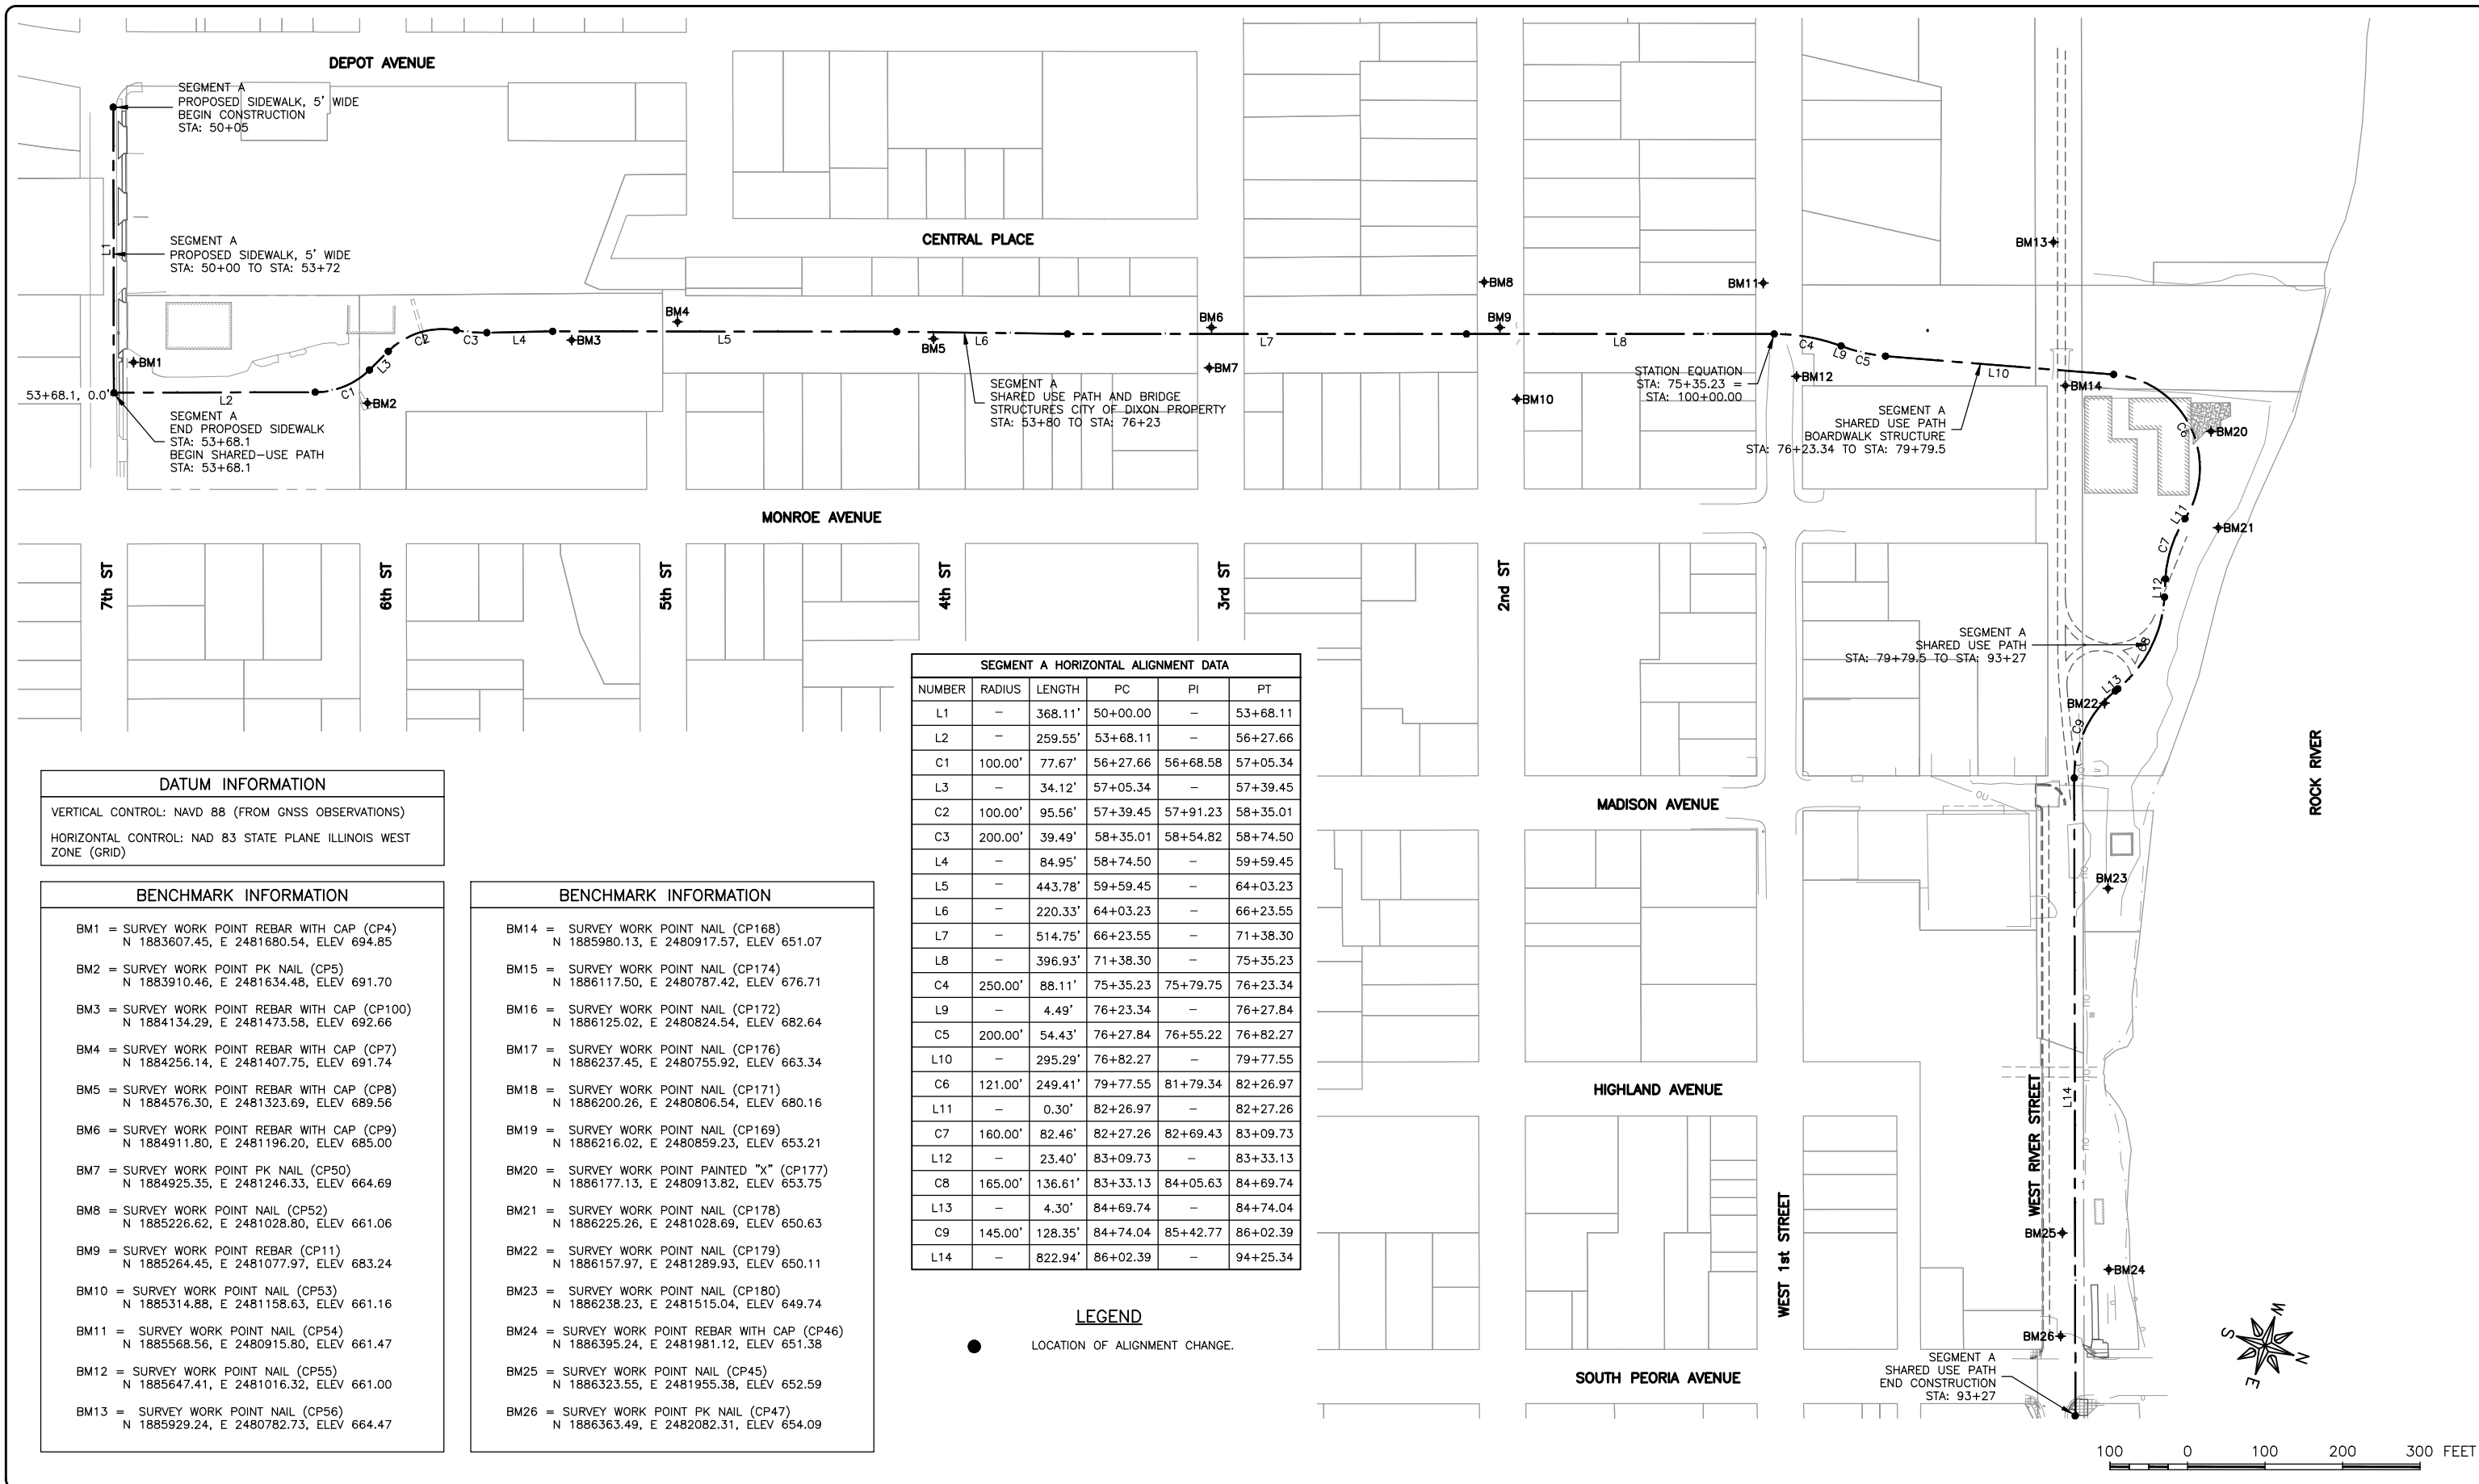 DEPOT AVENUE
SEGMENT A
PROPOSED SIDEWALK, 5' WIDE
BEGIN CONSTRUCTION
STA: 50+05
L1
SEGMENT A
PROPOSED SIDEWALK, 5' WIDE
STA: 50+00 TO STA: 53+72
CENTRAL PLACE
BM1
53+68.1, 0.0'
L2
C1
BM2
L3
C2
C3
L4
BM3
BM4
L5
BM5
L6
BM6
L7
BM7
BM8
BM9
L8
BM10
BM11
C4
L9
C5
BM12
L10
BM13
BM14
SEGMENT A
END PROPOSED SIDEWALK
STA: 53+68.1
BEGIN SHARED-USE PATH
STA: 53+68.1
SEGMENT A
SHARED USE PATH AND BRIDGE
STRUCTURES CITY OF DIXON PROPERTY
STA: 53+80 TO STA: 76+23
STATION EQUATION
STA: 75+35.23 =
STA: 100+00.00
SEGMENT A
SHARED USE PATH
BOARDWALK STRUCTURE
STA: 76+23.34 TO STA: 79+79.5
C6
BM20
L11
BM21
C7
L12
C8
SEGMENT A
SHARED USE PATH
STA: 79+79.5 TO STA: 93+27
L13
BM22
C9
MONROE AVENUE
7th ST
6th ST
5th ST
4th ST
3rd ST
2nd ST
ROCK RIVER
MADISON AVENUE
HIGHLAND AVENUE
WEST 1st STREET
WEST RIVER STREET
SOUTH PEORIA AVENUE
OU
OU
OU
OU
OU
OU
OU
BM23
L14
BM25
BM24
BM26
SEGMENT A
SHARED USE PATH
END CONSTRUCTION
STA: 93+27
W
S
N
E
100 0 100 200 300 FEET
SEGMENT A HORIZONTAL ALIGNMENT DATA
NUMBER RADIUS LENGTH PC PI PT
L1 – 368.11' 50+00.00 – 53+68.11
L2 – 259.55' 53+68.11 – 56+27.66
C1 100.00' 77.67' 56+27.66 56+68.58 57+05.34
L3 – 34.12' 57+05.34 – 57+39.45
C2 100.00' 95.56' 57+39.45 57+91.23 58+35.01
C3 200.00' 39.49' 58+35.01 58+54.82 58+74.50
L4 – 84.95' 58+74.50 – 59+59.45
L5 – 443.78' 59+59.45 – 64+03.23
L6 – 220.33' 64+03.23 – 66+23.55
L7 – 514.75' 66+23.55 – 71+38.30
L8 – 396.93' 71+38.30 – 75+35.23
C4 250.00' 88.11' 75+35.23 75+79.75 76+23.34
L9 – 4.49' 76+23.34 – 76+27.84
C5 200.00' 54.43' 76+27.84 76+55.22 76+82.27
L10 – 295.29' 76+82.27 – 79+77.55
C6 121.00' 249.41' 79+77.55 81+79.34 82+26.97
L11 – 0.30' 82+26.97 – 82+27.26
C7 160.00' 82.46' 82+27.26 82+69.43 83+09.73
L12 – 23.40' 83+09.73 – 83+33.13
C8 165.00' 136.61' 83+33.13 84+05.63 84+69.74
L13 – 4.30' 84+69.74 – 84+74.04
C9 145.00' 128.35' 84+74.04 85+42.77 86+02.39
L14 – 822.94' 86+02.39 – 94+25.34
LEGEND
LOCATION OF ALIGNMENT CHANGE.
DATUM INFORMATION
VERTICAL CONTROL: NAVD 88 (FROM GNSS OBSERVATIONS)
HORIZONTAL CONTROL: NAD 83 STATE PLANE ILLINOIS WEST
ZONE (GRID)
BENCHMARK INFORMATION
BM1 = SURVEY WORK POINT REBAR WITH CAP (CP4)
N 1883607.45, E 2481680.54, ELEV 694.85
BM2 = SURVEY WORK POINT PK NAIL (CP5)
N 1883910.46, E 2481634.48, ELEV 691.70
BM3 = SURVEY WORK POINT REBAR WITH CAP (CP100)
N 1884134.29, E 2481473.58, ELEV 692.66
BM4 = SURVEY WORK POINT REBAR WITH CAP (CP7)
N 1884256.14, E 2481407.75, ELEV 691.74
BM5 = SURVEY WORK POINT REBAR WITH CAP (CP8)
N 1884576.30, E 2481323.69, ELEV 689.56
BM6 = SURVEY WORK POINT REBAR WITH CAP (CP9)
N 1884911.80, E 2481196.20, ELEV 685.00
BM7 = SURVEY WORK POINT PK NAIL (CP50)
N 1884925.35, E 2481246.33, ELEV 664.69
BM8 = SURVEY WORK POINT NAIL (CP52)
N 1885226.62, E 2481028.80, ELEV 661.06
BM9 = SURVEY WORK POINT REBAR (CP11)
N 1885264.45, E 2481077.97, ELEV 683.24
BM10 = SURVEY WORK POINT NAIL (CP53)
N 1885314.88, E 2481158.63, ELEV 661.16
BM11 = SURVEY WORK POINT NAIL (CP54)
N 1885568.56, E 2480915.80, ELEV 661.47
BM12 = SURVEY WORK POINT NAIL (CP55)
N 1885647.41, E 2481016.32, ELEV 661.00
BM13 = SURVEY WORK POINT NAIL (CP56)
N 1885929.24, E 2480782.73, ELEV 664.47
BENCHMARK INFORMATION
BM14 = SURVEY WORK POINT NAIL (CP168)
N 1885980.13, E 2480917.57, ELEV 651.07
BM15 = SURVEY WORK POINT NAIL (CP174)
N 1886117.50, E 2480787.42, ELEV 676.71
BM16 = SURVEY WORK POINT NAIL (CP172)
N 1886125.02, E 2480824.54, ELEV 682.64
BM17 = SURVEY WORK POINT NAIL (CP176)
N 1886237.45, E 2480755.92, ELEV 663.34
BM18 = SURVEY WORK POINT NAIL (CP171)
N 1886200.26, E 2480806.54, ELEV 680.16
BM19 = SURVEY WORK POINT NAIL (CP169)
N 1886216.02, E 2480859.23, ELEV 653.21
BM20 = SURVEY WORK POINT PAINTED "X" (CP177)
N 1886177.13, E 2480913.82, ELEV 653.75
BM21 = SURVEY WORK POINT NAIL (CP178)
N 1886225.26, E 2481028.69, ELEV 650.63
BM22 = SURVEY WORK POINT NAIL (CP179)
N 1886157.97, E 2481289.93, ELEV 650.11
BM23 = SURVEY WORK POINT NAIL (CP180)
N 1886238.23, E 2481515.04, ELEV 649.74
BM24 = SURVEY WORK POINT REBAR WITH CAP (CP46)
N 1886395.24, E 2481981.12, ELEV 651.38
BM25 = SURVEY WORK POINT NAIL (CP45)
N 1886323.55, E 2481955.38, ELEV 652.59
BM26 = SURVEY WORK POINT PK NAIL (CP47)
N 1886363.49, E 2482082.31, ELEV 654.09